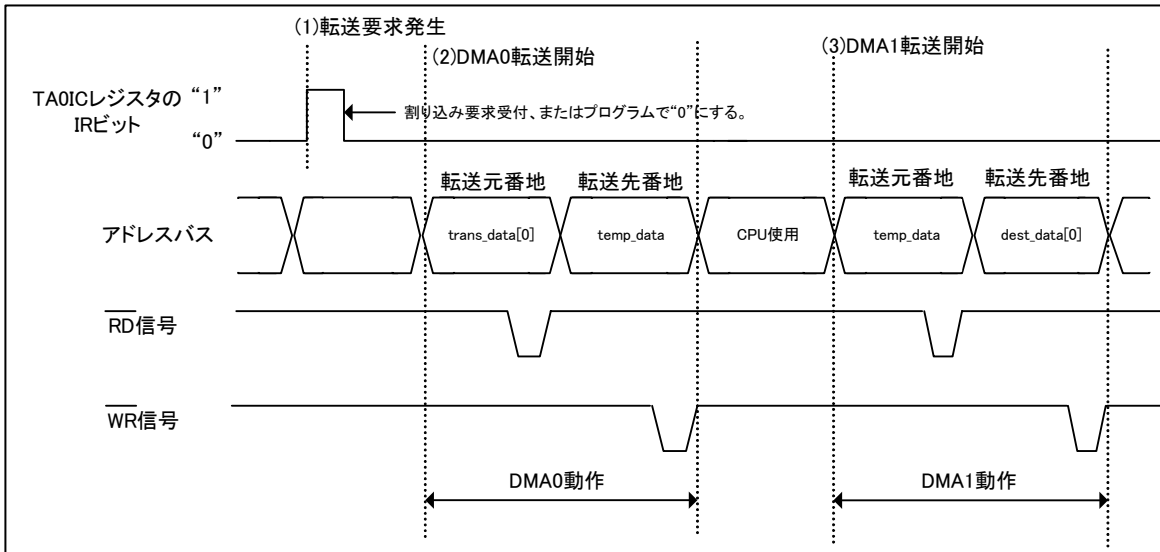 (1)転送要求発生
(2)DMA0転送開始
(3)DMA1転送開始
TA0ICレジスタの
IRビット
“1”
“0”
割り込み要求受付、またはプログラムで“0”にする。
転送元番地
転送先番地
転送元番地
転送先番地
アドレスバス
trans_data[0]
temp_data
CPU使用
temp_data
dest_data[0]
RD信号
WR信号
DMA0動作
DMA1動作